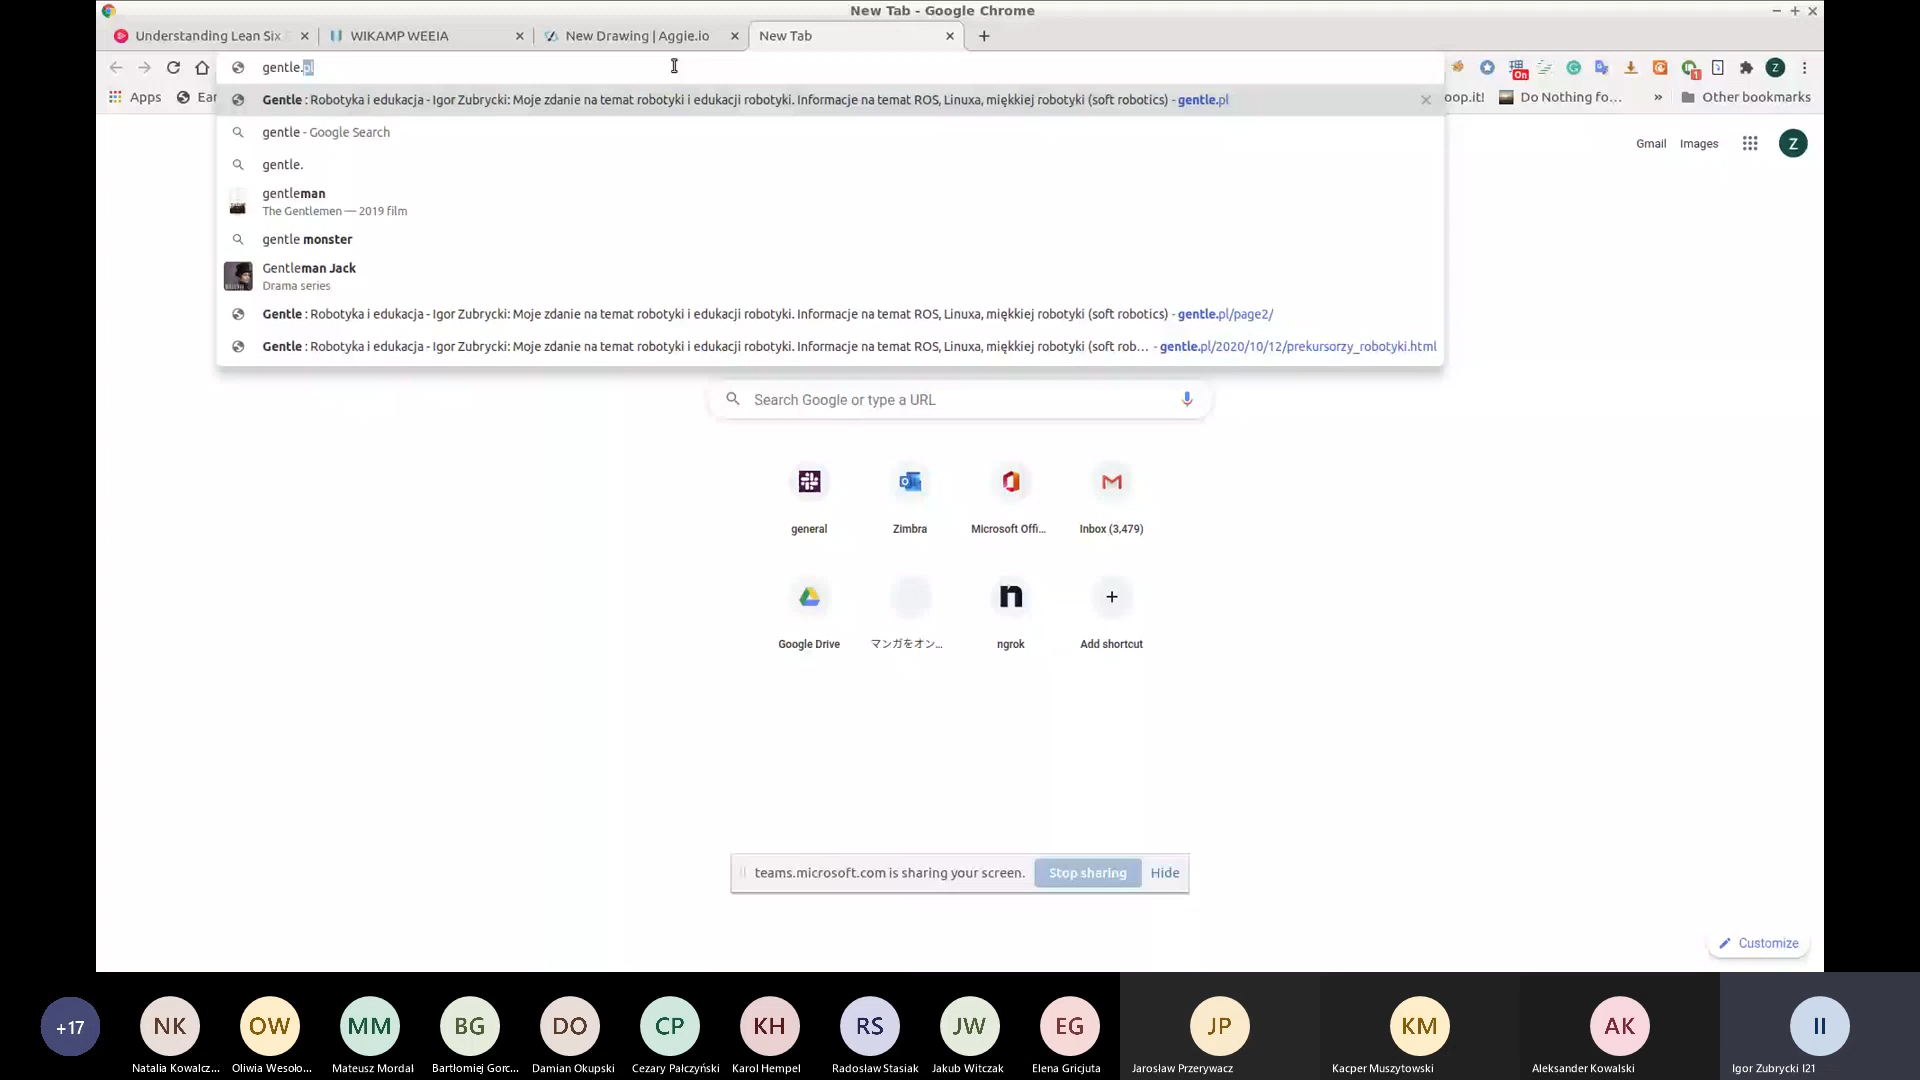 New Tab - Google Chrome
Understanding Lean Six
WIKAMP WEEIA
New Drawing | Aggie.io
New Tab
gentle.pl
Apps
Ear
oop.it!
Do Nothing fo...
»
Other bookmarks
On
1
Z
Gentle : Robotyka i edukacja - Igor Zubrycki: Moje zdanie na temat robotyki i edukacji robotyki. Informacje na temat ROS, Linuxa, miękkiej robotyki (soft robotics) - gentle.pl
gentle - Google Search
gentle.
gentleman
The Gentlemen — 2019 film
gentle monster
Gentleman Jack
Drama series
Gentle : Robotyka i edukacja - Igor Zubrycki: Moje zdanie na temat robotyki i edukacji robotyki. Informacje na temat ROS, Linuxa, miękkiej robotyki (soft robotics) - gentle.pl/page2/
Gentle : Robotyka i edukacja - Igor Zubrycki: Moje zdanie na temat robotyki i edukacji robotyki. Informacje na temat ROS, Linuxa, miękkiej robotyki (soft rob... - gentle.pl/2020/10/12/prekursorzy_robotyki.html
Gmail Images Z
Search Google or type a URL
general
Zimbra
Microsoft Offi...
Inbox (3,479)
Google Drive
マンガをオン...
ngrok
Add shortcut
teams.microsoft.com is sharing your screen. Stop sharing Hide
Customize
+17
NK OW MM BG DO CP KH RS JW EG JP KM AK II
Natalia Kowalcz... Oliwia Wesoło... Mateusz Mordal Bartłomiej Gorc... Damian Okupski Cezary Pałczyński Karol Hempel Radosław Stasiak Jakub Witczak Elena Gricjuta Jarosław Przerywacz Kacper Muszytowski Aleksander Kowalski Igor Zubrycki I21